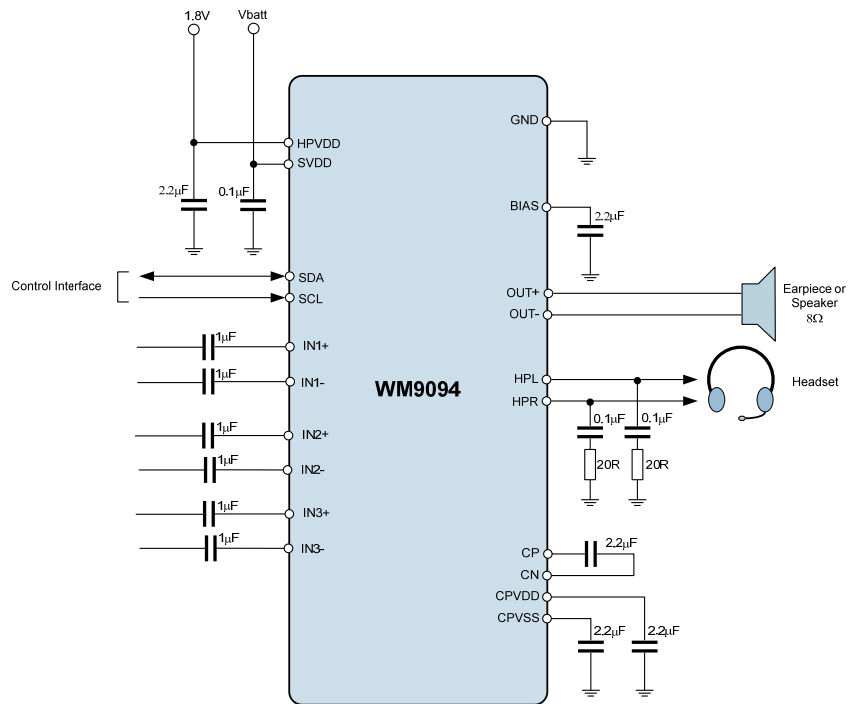 1.8V
Vbatt
HPVDD
SVDD
2.2µF
0.1µF
Control Interface
SDA
SCL
1µF
IN1+
1µF
IN1-
1µF
IN2+
1µF
IN2-
1µF
IN3+
1µF
IN3-
WM9094
GND
BIAS
2.2µF
OUT+
OUT-
Earpiece or
Speaker
8Ω
HPL
HPR
Headset
0.1µF
0.1µF
20R
20R
CP
2.2µF
CN
CPVDD
CPVSS
2.2µF
2.2µF